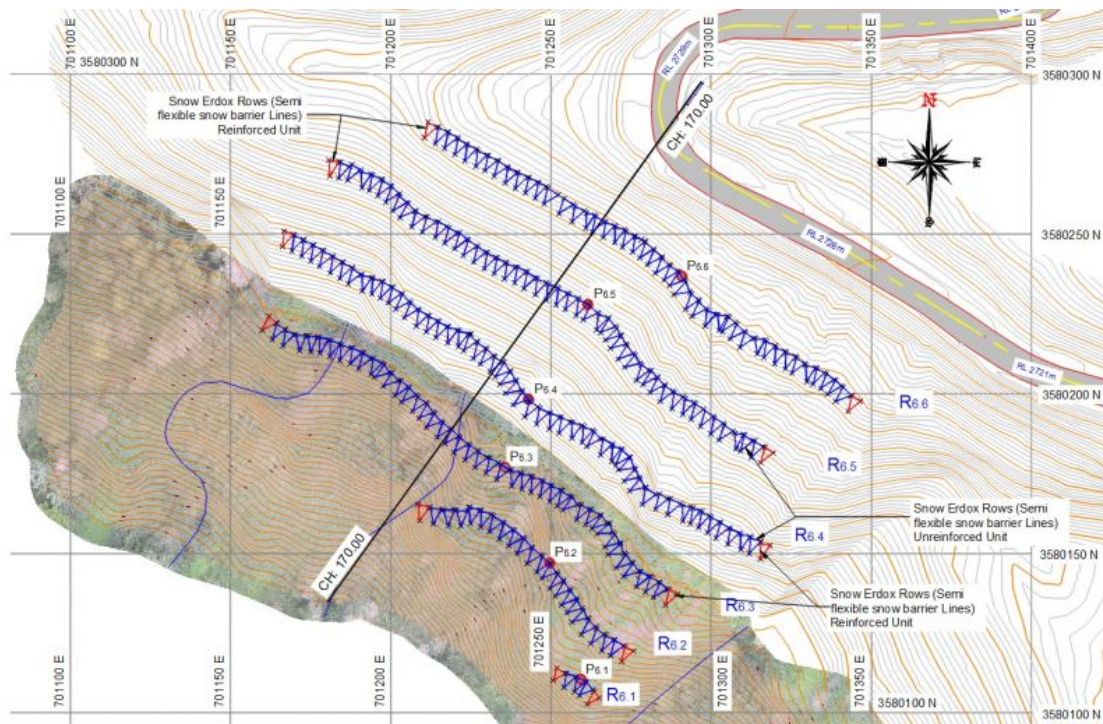 701100 E
701150 E
701200 E
701250 E
701300 E
701350 E
701400 E
3580300 N
3580300 N
RL 2729m
Snow Erdox Rows (Semi
flexible snow barrier Lines)
Reinforced Unit
CH: 170.00
N
701100 E
701150 E
3580250 N
RL 2728m
P6.6
P6.5
RL 2721m
P6.4
3580200 N
R6.6
P6.3
R6.5
Snow Erdox Rows (Semi
flexible snow barrier Lines)
Unreinforced Unit
R6.4
P6.2
3580150 N
CH: 170.00
R6.3
Snow Erdox Rows (Semi
flexible snow barrier Lines)
Reinforced Unit
701250 E
R6.2
P6.1
R6.1
701100 E
701150 E
701200 E
701300 E
701350 E
3580100 N
3580100 N